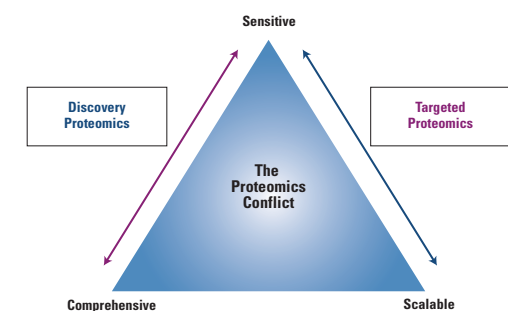 Sensitive
Discovery
Proteomics
Targeted
Proteomics
The
Proteomics
Conflict
Comprehensive
Scalable